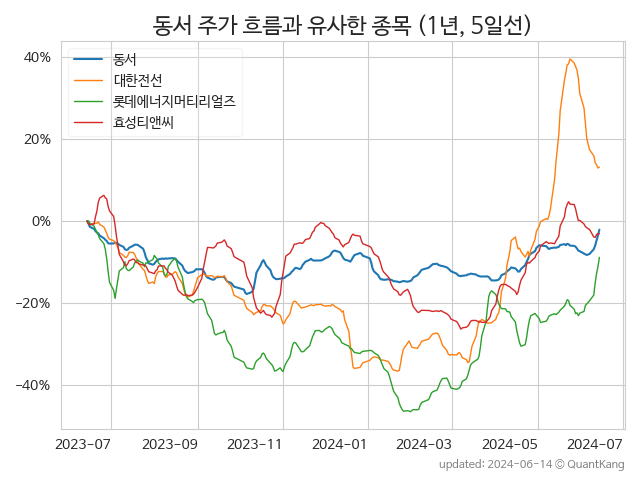 동서 주가 흐름과 유사한 종목 (1년, 5일선)
동서
대한전선
롯데에너지머티리얼즈
효성티앤씨
40%
20%
0%
−20%
−40%
2023-07 2023-09 2023-11 2024-01 2024-03 2024-05 2024-07
updated: 2024-06-14 © QuantKang